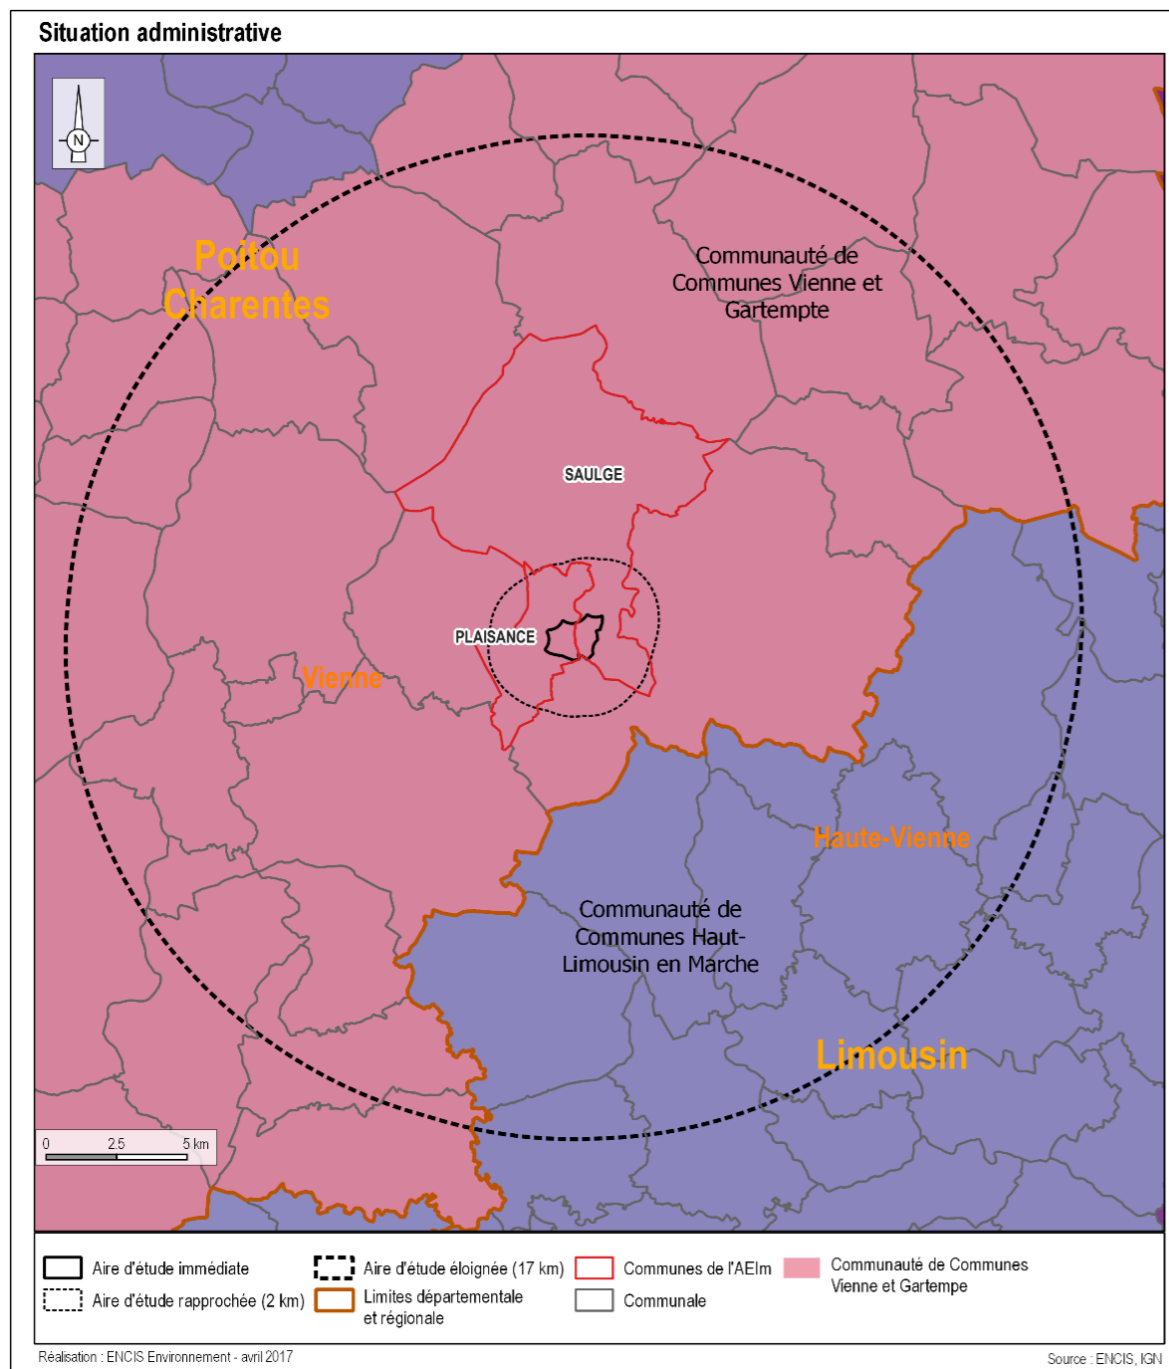 Situation administrative
N
Poitou
Charentes
Communauté de
Communes Vienne et
Gartempte
SAULGE
PLAISANCE
Vienne
Haute-Vienne
Communauté de
Communes Haut-
Limousin en Marche
Limousin
0 2.5 5 km
Aire d'étude immédiate
Aire d'étude rapprochée (2 km)
Aire d'étude éloignée (17 km)
Limites départementale
et régionale
Communes de l'AEIm
Communale
Communauté de Communes
Vienne et Gartempe
Réalisation : ENCIS Environnement - avril 2017
Source : ENCIS, IGN